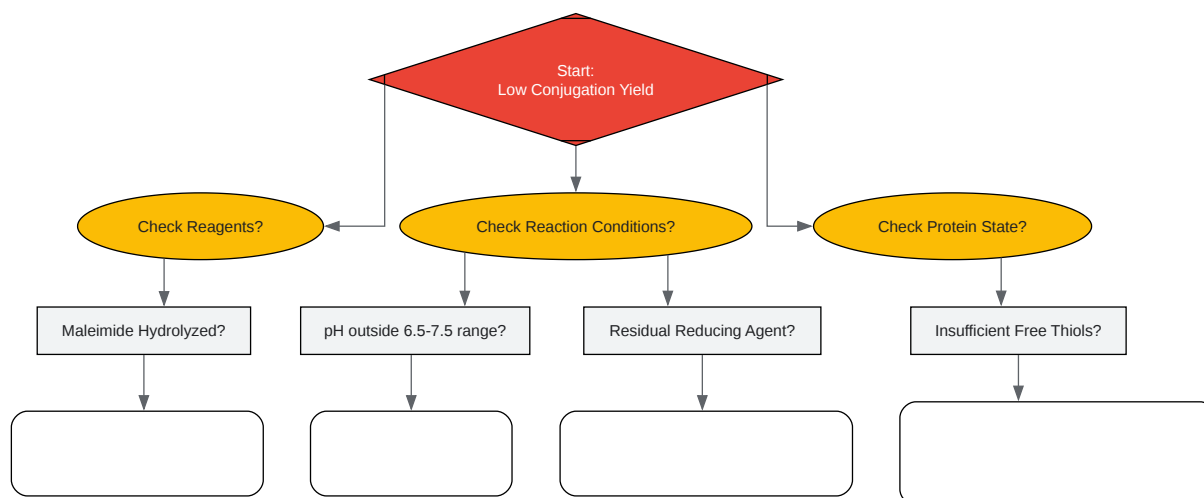 Start:
Low Conjugation Yield
Check Reagents?
Check Reaction Conditions?
Check Protein State?
Maleimide Hydrolyzed?
pH outside 6.5-7.5 range?
Residual Reducing Agent?
Insufficient Free Thiols?